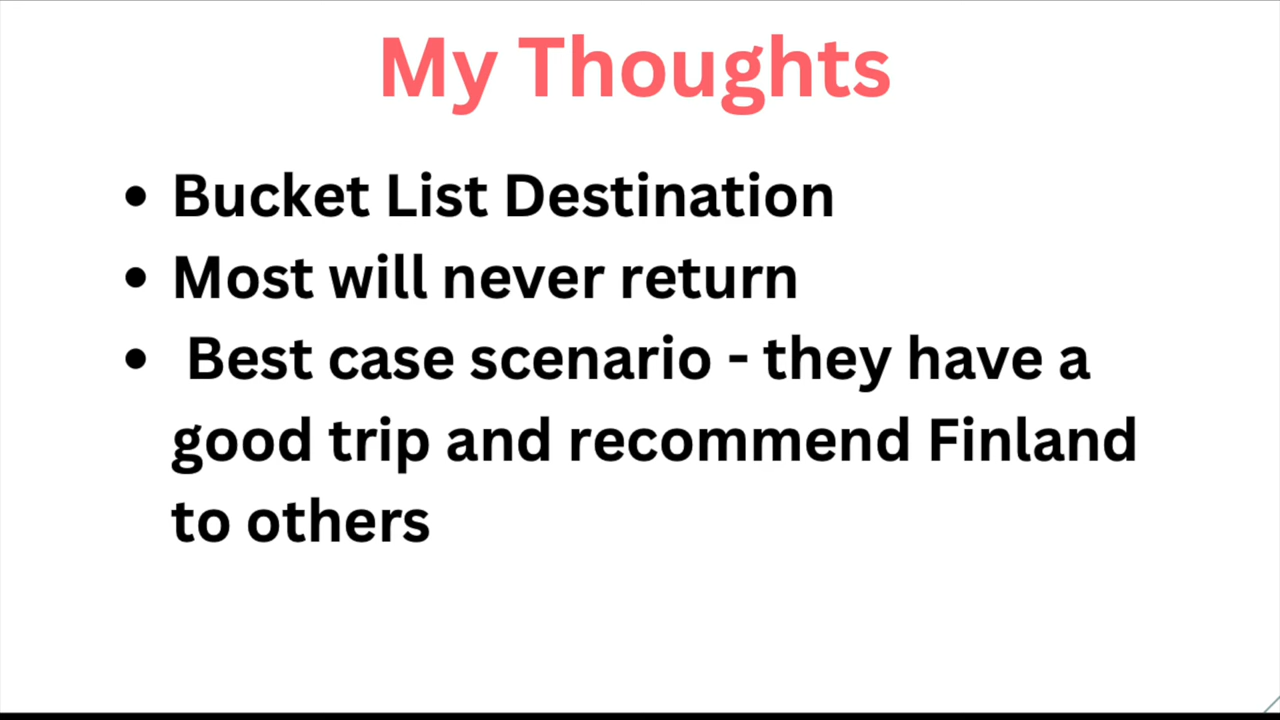 My Thoughts
• Bucket List Destination
• Most will never return
• Best case scenario - they have a
good trip and recommend Finland
to others